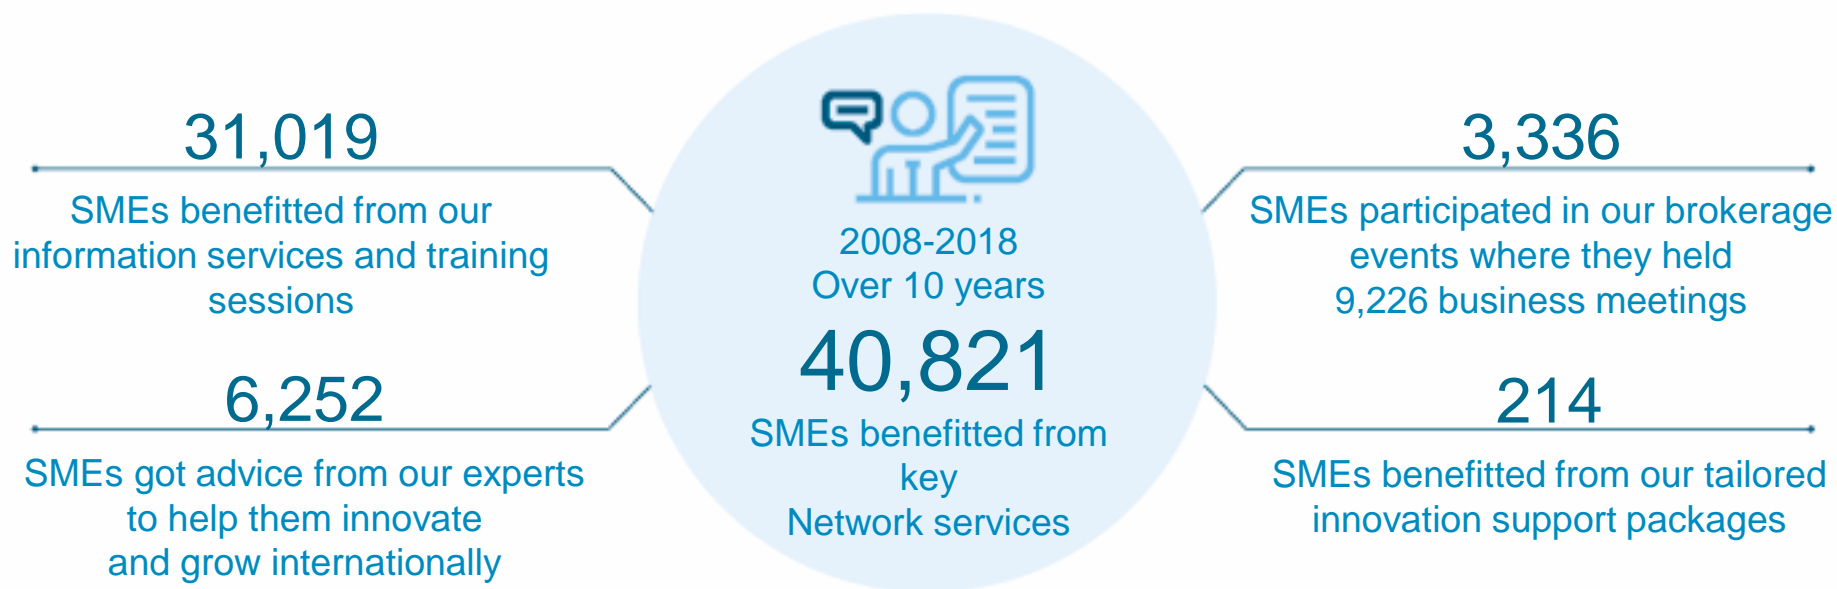 31,019
SMEs benefitted from our
information services and training
sessions
6,252
SMEs got advice from our experts
to help them innovate
and grow internationally
2008-2018
Over 10 years
40,821
SMEs benefitted from
key
Network services
3,336
SMEs participated in our brokerage
events where they held
9,226 business meetings
214
SMEs benefitted from our tailored
innovation support packages